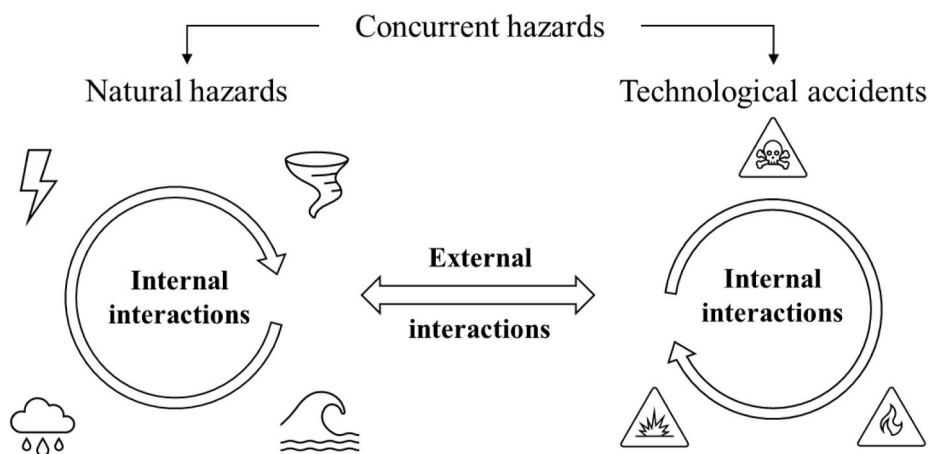 Concurrent hazards
Natural hazards
Technological accidents
Internal
interactions
External
interactions
Internal
interactions